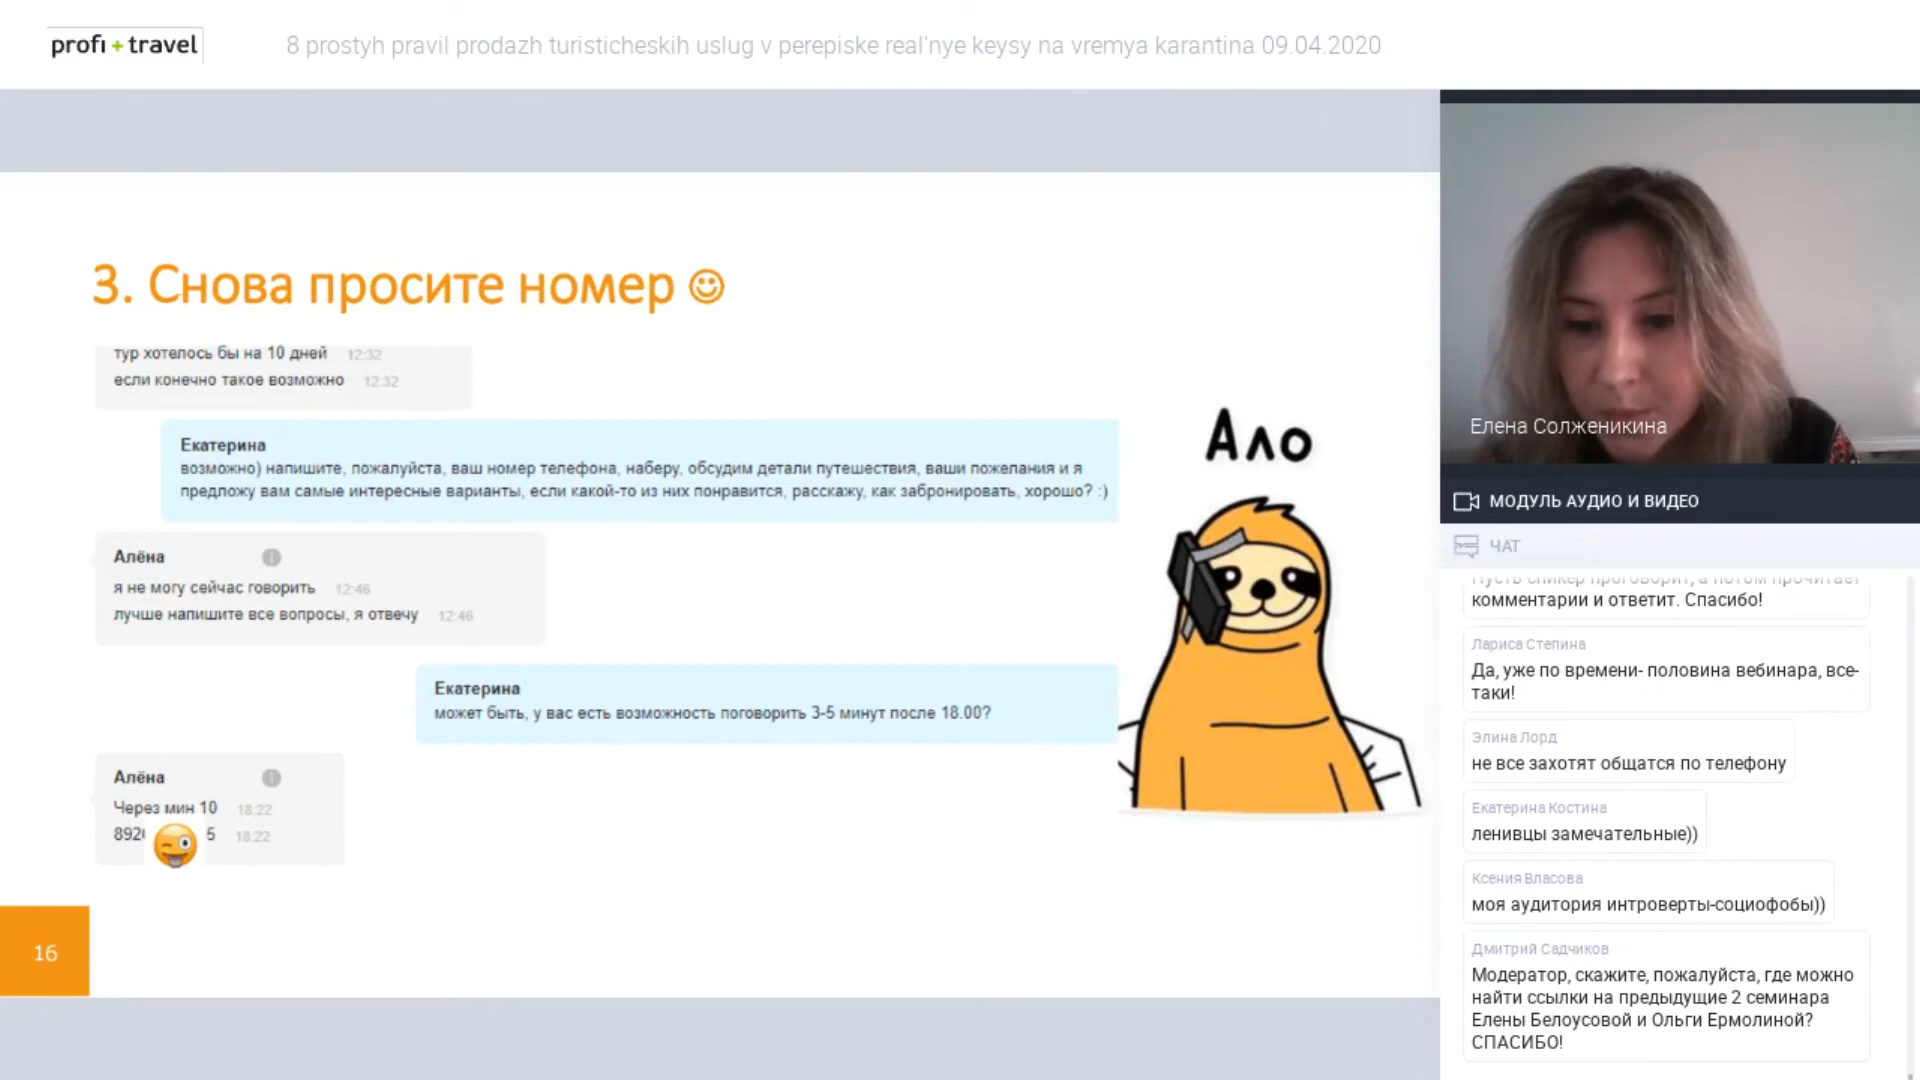 profi + travel
8 prostyh pravil prodazh turisticheskih uslug v perepiske real'nye keysy na vremya karantina 09.04.2020
3. Снова просите номер ☺
тур хотелось бы на 10 дней 12:32
если конечно такое возможно 12:32
Екатерина
возможно) напишите, пожалуйста, ваш номер телефона, наберу, обсудим детали путешествия, ваши пожелания и я
предложу вам самые интересные варианты, если какой-то из них понравится, расскажу, как забронировать, хорошо? :)
Алёна
я не могу сейчас говорить 12:46
лучше напишите все вопросы, я отвечу 12:46
Екатерина
может быть, у вас есть возможность поговорить 3-5 минут после 18.00?
Алёна
Через мин 10 18:22
892 5 18:22
Ало
16
Елена Солженикина
МОДУЛЬ АУДИО И ВИДЕО
ЧАТ
Пусть спикер проговорит, а потом прочитает
комментарии и ответит. Спасибо!
Лариса Степина
Да, уже по времени- половина вебинара, все-
таки!
Элина Лорд
не все захотят общатся по телефону
Екатерина Костина
ленивцы замечательные))
Ксения Власова
моя аудитория интроверты-социофобы))
Дмитрий Садчиков
Модератор, скажите, пожалуйста, где можно
найти ссылки на предыдущие 2 семинара
Елены Белоусовой и Ольги Ермолиной?
СПАСИБО!